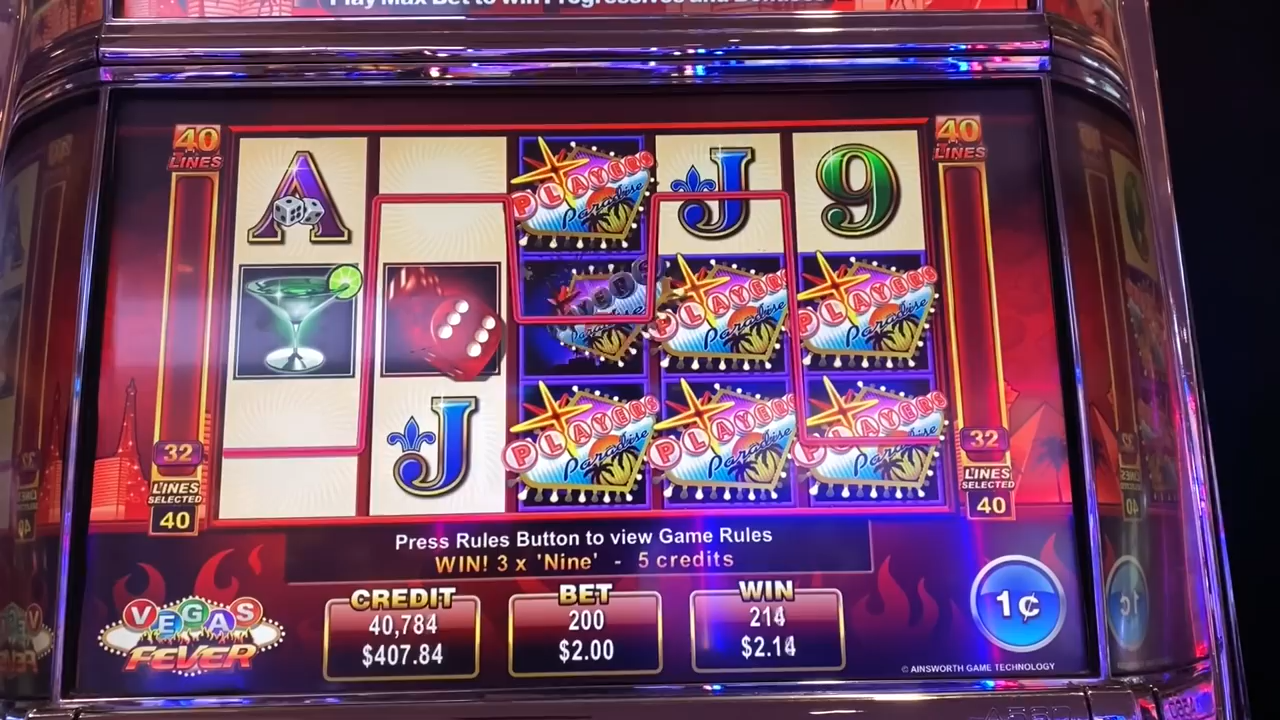 Play Max Bet to win Progressives and Bonuses
40 LINES
40 LINES
A
PLAYERS Paradise
J
9
PLAYERS Paradise
PLAYERS Paradise
PLAYERS Paradise
J
PLAYERS Paradise
PLAYERS Paradise
PLAYERS Paradise
32
LINES SELECTED
40
32
LINES SELECTED
40
Press Rules Button to view Game Rules
WIN! 3 x 'Nine' - 5 credits
CREDIT
40,784
$407.84
BET
200
$2.00
WIN
214
$2.14
1¢
VEGAS
FEVER
© AINSWORTH GAME TECHNOLOGY